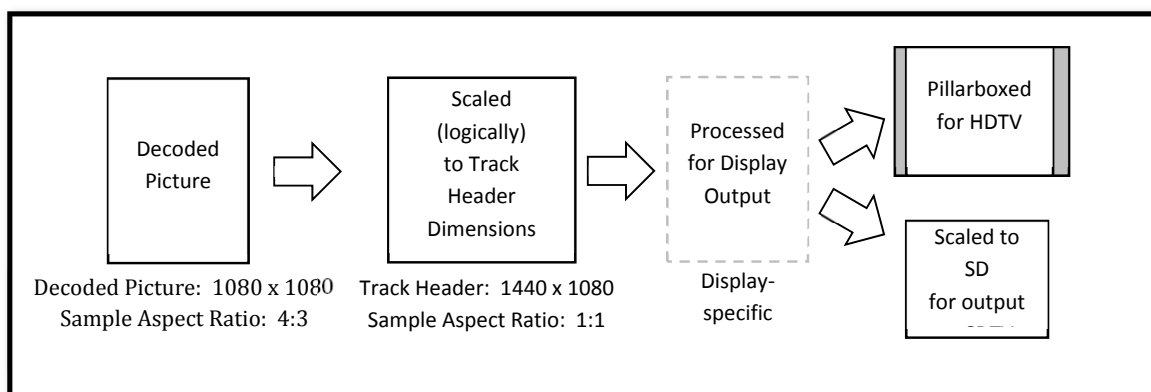 Decoded
Picture
Decoded Picture: 1080 x 1080
Sample Aspect Ratio: 4:3
Scaled
(logically)
to Track
Header
Dimensions
Track Header: 1440 x 1080
Sample Aspect Ratio: 1:1
Processed
for Display
Output
Display-
specific
Pillarboxed
for HDTV
Scaled to
SD
for output